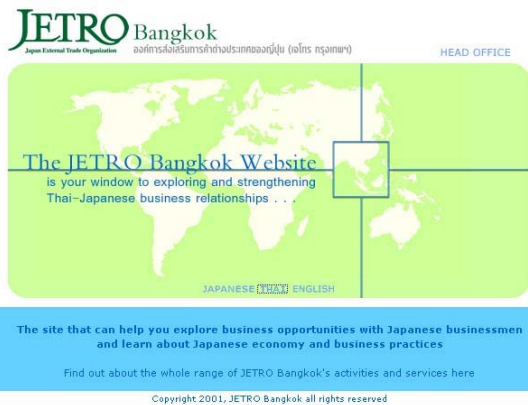 JETRO Bangkok
Japan External Trade Organization
องค์การส่งเสริมการค้าต่างประเทศของญี่ปุ่น (เจโทร กรุงเทพฯ)
HEAD OFFICE
The JETRO Bangkok Website
is your window to exploring and strengthening
Thai-Japanese business relationships . . .
JAPANESE THAI ENGLISH
The site that can help you explore business opportunities with Japanese businessmen
and learn about Japanese economy and business practices
Find out about the whole range of JETRO Bangkok's activities and services here
Copyright 2001, JETRO Bangkok all rights reserved